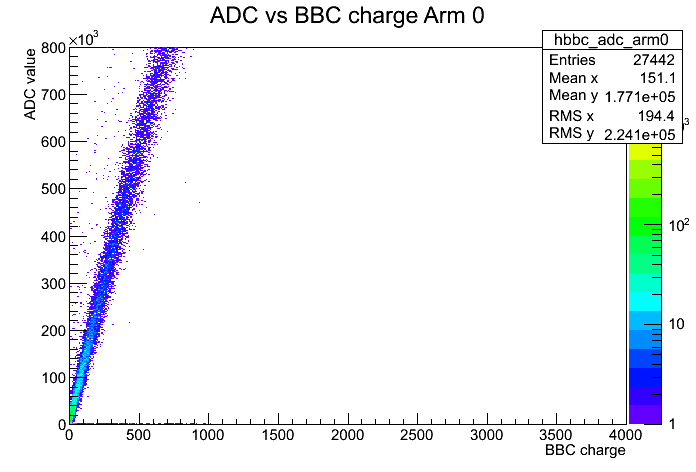 ADC vs BBC charge Arm 0
hbbc_adc_arm0
Entries 27442
Mean x 151.1
Mean y 1.771e+05
RMS x 194.4
RMS y 2.241e+05
×10³
ADC value
800
700
600
500
400
300
200
100
0
0 500 1000 1500 2000 2500 3000 3500 4000
BBC charge
10²
10
1